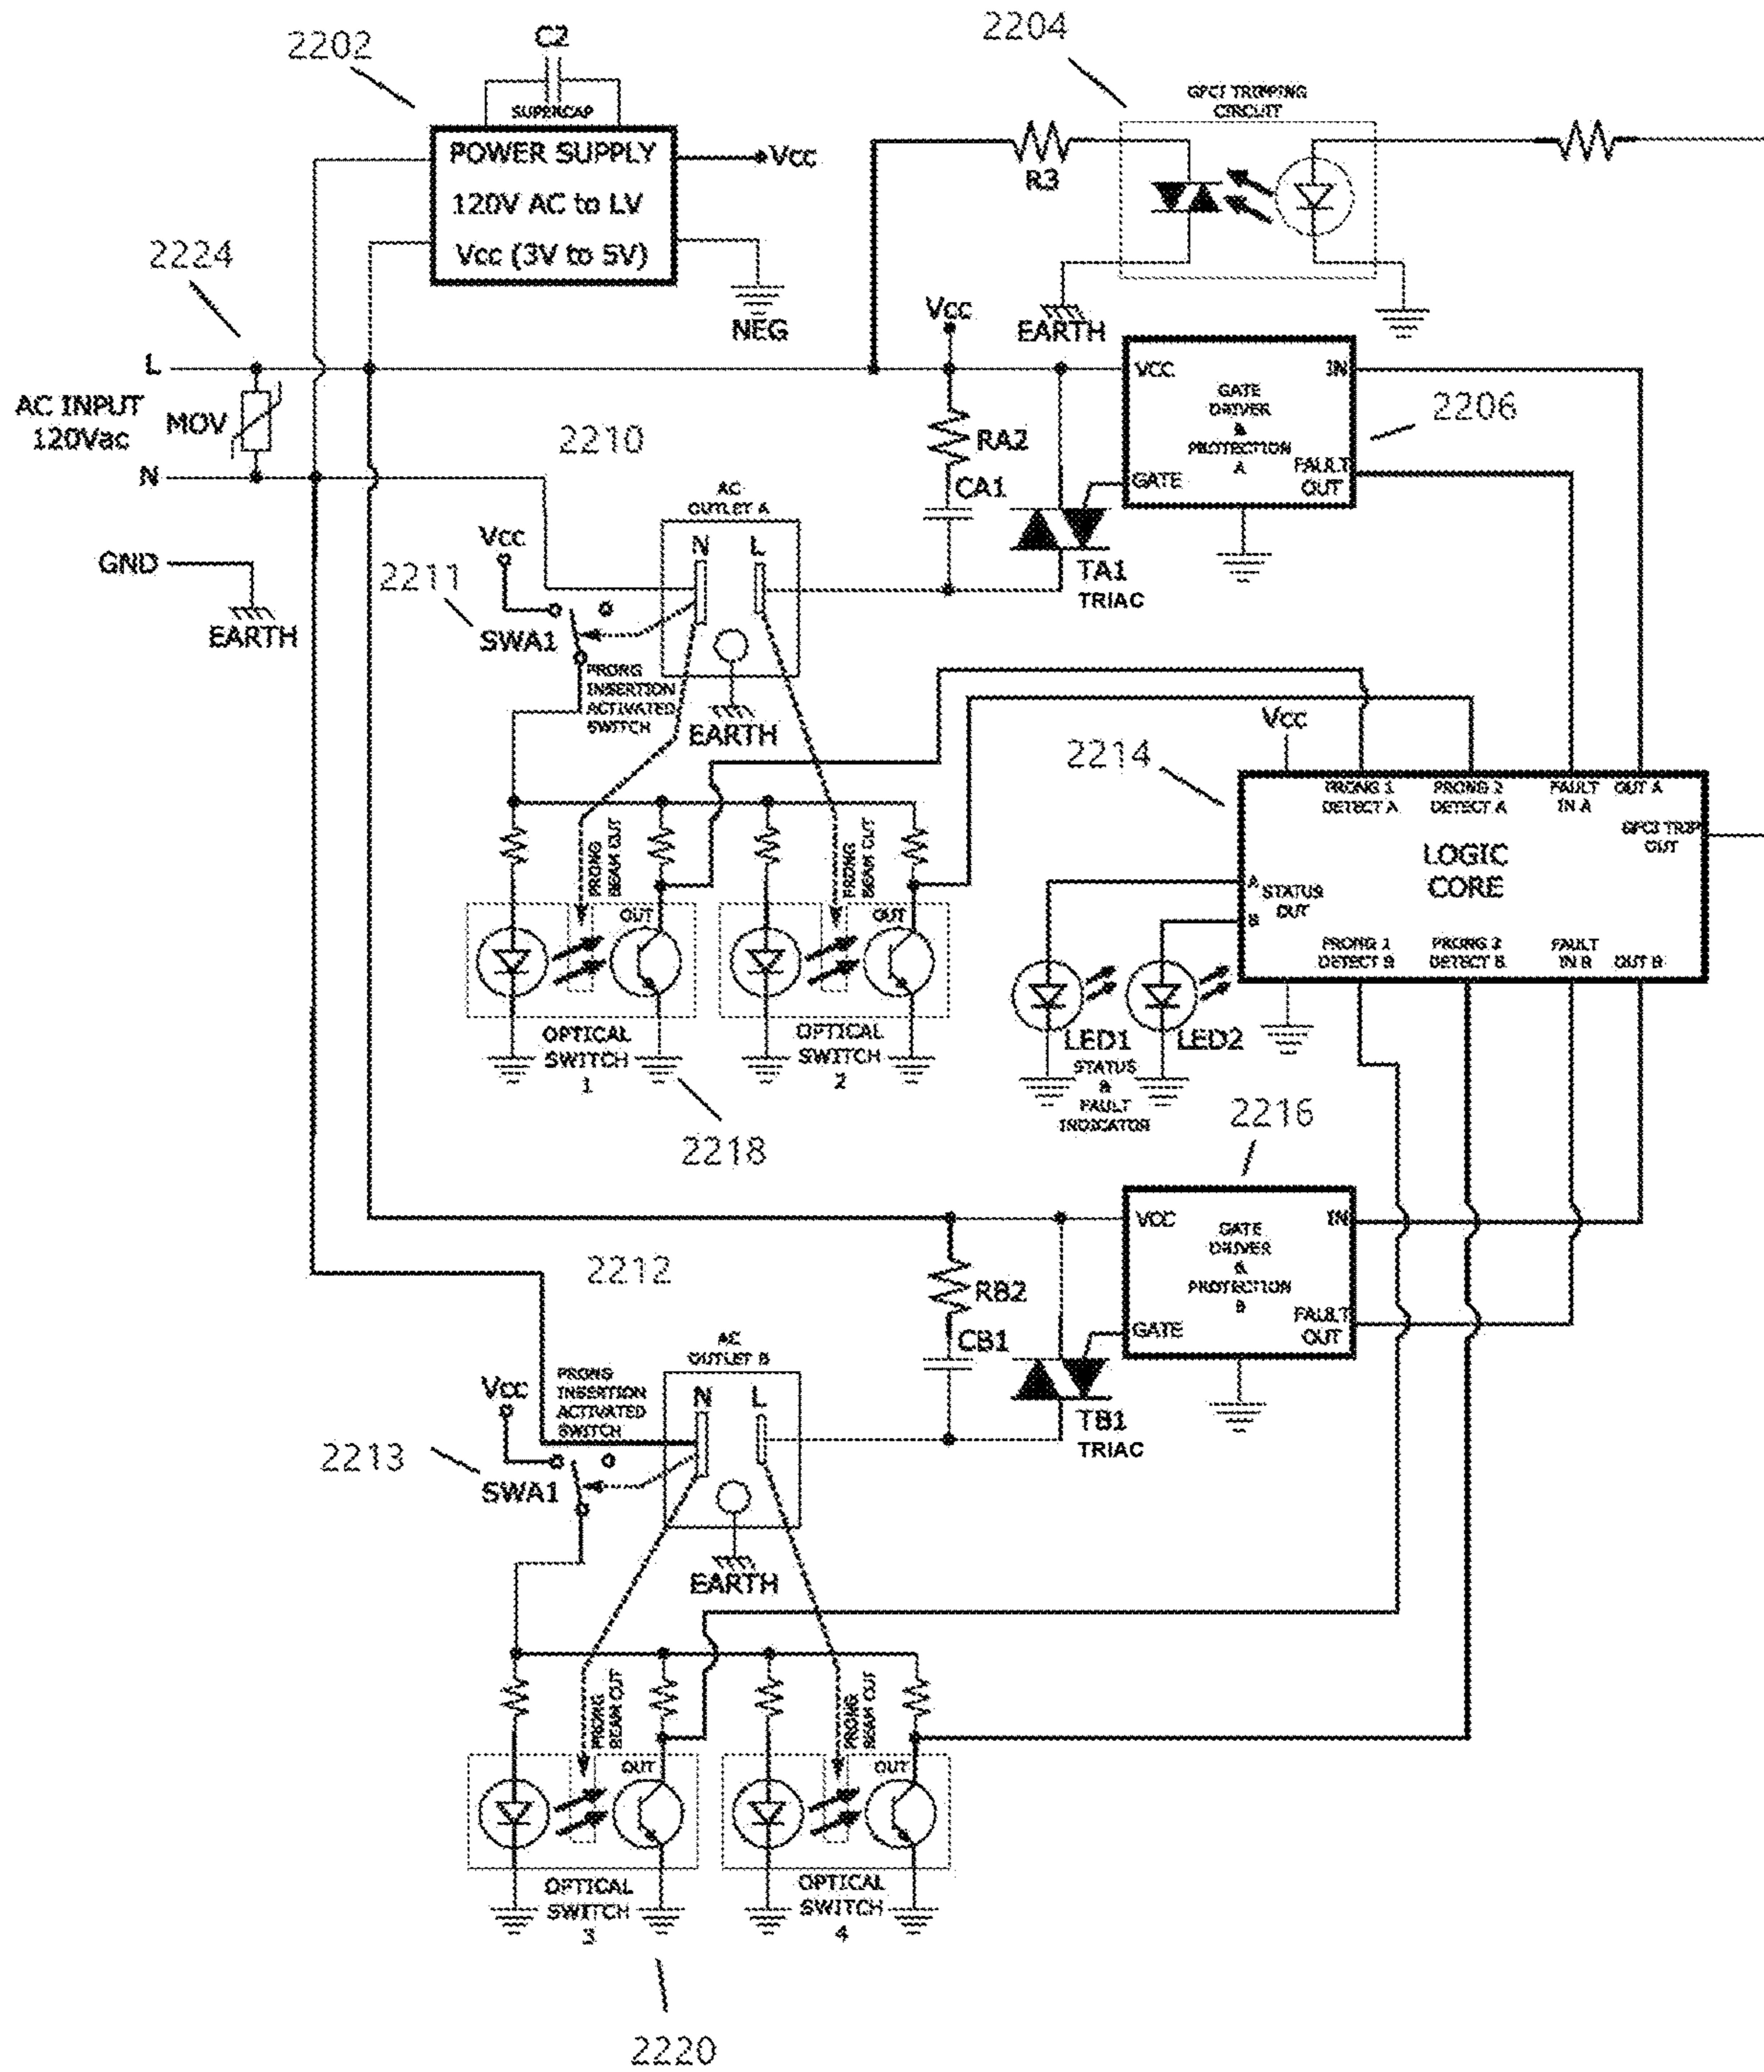 2202
C2
SUPERCAP
POWER SUPPLY
120V AC to LV
Vcc (3V to 5V)
Vcc
NEG
2204
GFCI TRIPPING
CIRCUIT
R3
EARTH
2224
L
AC INPUT
120Vac
MOV
N
GND
EARTH
2210
Vcc
RA2
CA1
TA1
TRIAC
VCC
IN
GATE
DRIVER
&
PROTECTION
A
GATE
FAULT
OUT
2206
AC
OUTLET A
N
L
EARTH
Vcc
2211
SWA1
PRONG
INSERTION
ACTIVATED
SWITCH
PRONG
BEAM CUT
PRONG
BEAM CUT
OUT
OUT
OPTICAL
SWITCH
1
OPTICAL
SWITCH
2
2218
Vcc
2214
PRONG 1
DETECT A
PRONG 2
DETECT A
FAULT
IN A
OUT A
GFCI TRIP
OUT
LOGIC
CORE
A
STATUS
OUT
B
PRONG 1
DETECT B
PRONG 2
DETECT B
FAULT
IN B
OUT B
LED1
LED2
STATUS
&
FAULT
INDICATOR
2216
VCC
IN
GATE
DRIVER
&
PROTECTION
B
GATE
FAULT
OUT
2212
RB2
CB1
TB1
TRIAC
AC
OUTLET B
N
L
EARTH
PRONG
INSERTION
ACTIVATED
SWITCH
Vcc
2213
SWA1
PRONG
BEAM CUT
PRONG
BEAM CUT
OUT
OUT
OPTICAL
SWITCH
3
OPTICAL
SWITCH
4
2220